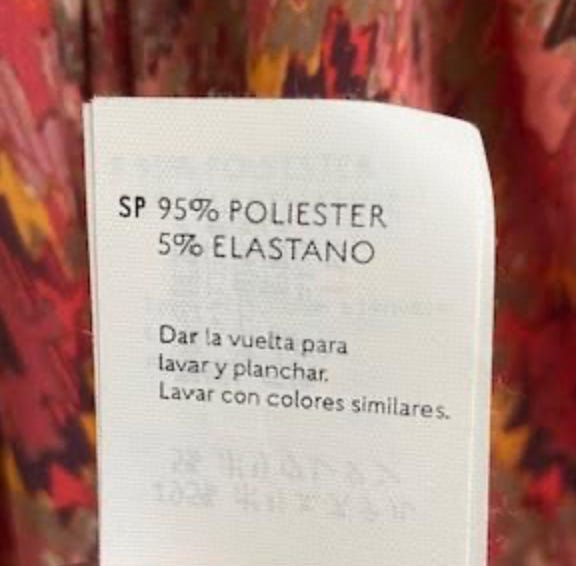 SP 95% POLIESTER
5% ELASTANO
Dar la vuelta para
lavar y planchar.
Lavar con colores similares.